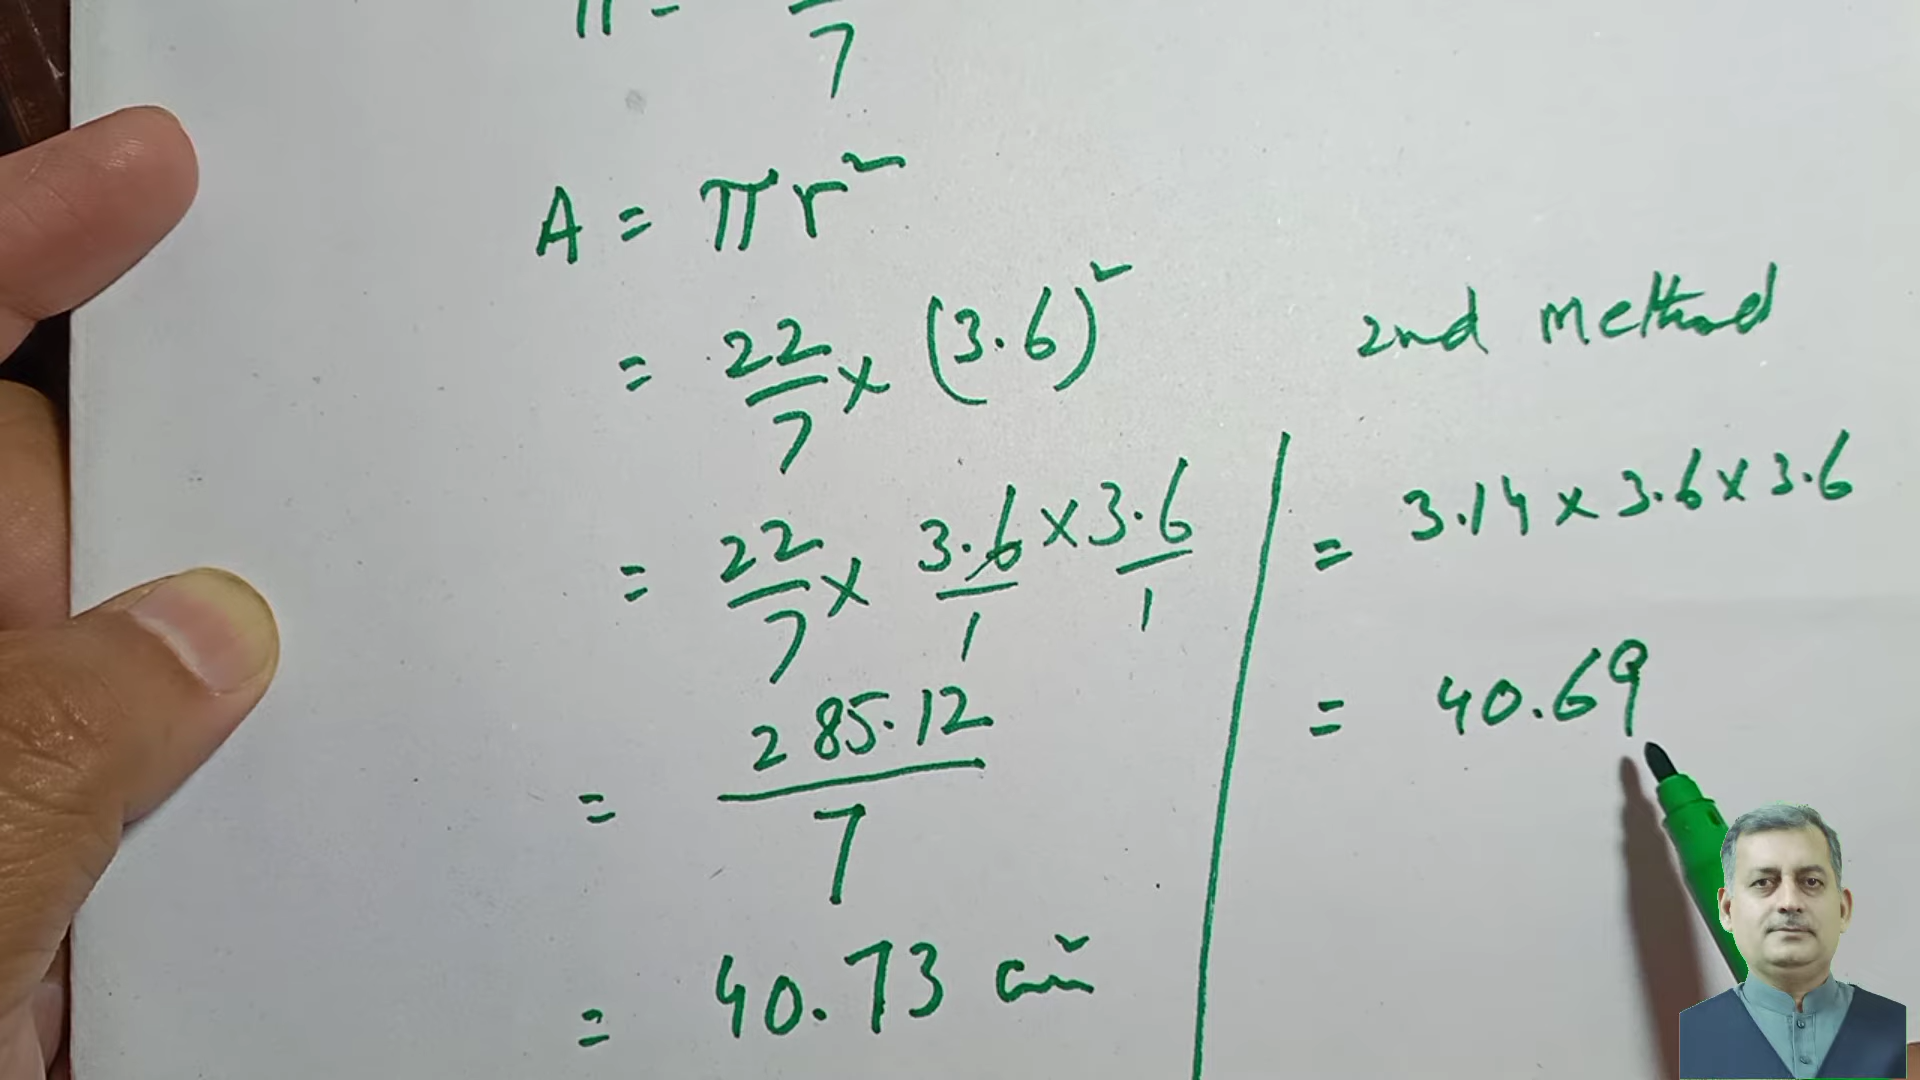 π = /7
A = πr²
= 22/7 × (3.6)²
= 22/7 × 3.6/1 × 3.6/1
= 285.12/7
= 40.73 cm²
2nd Method
= 3.14 × 3.6 × 3.6
= 40.69